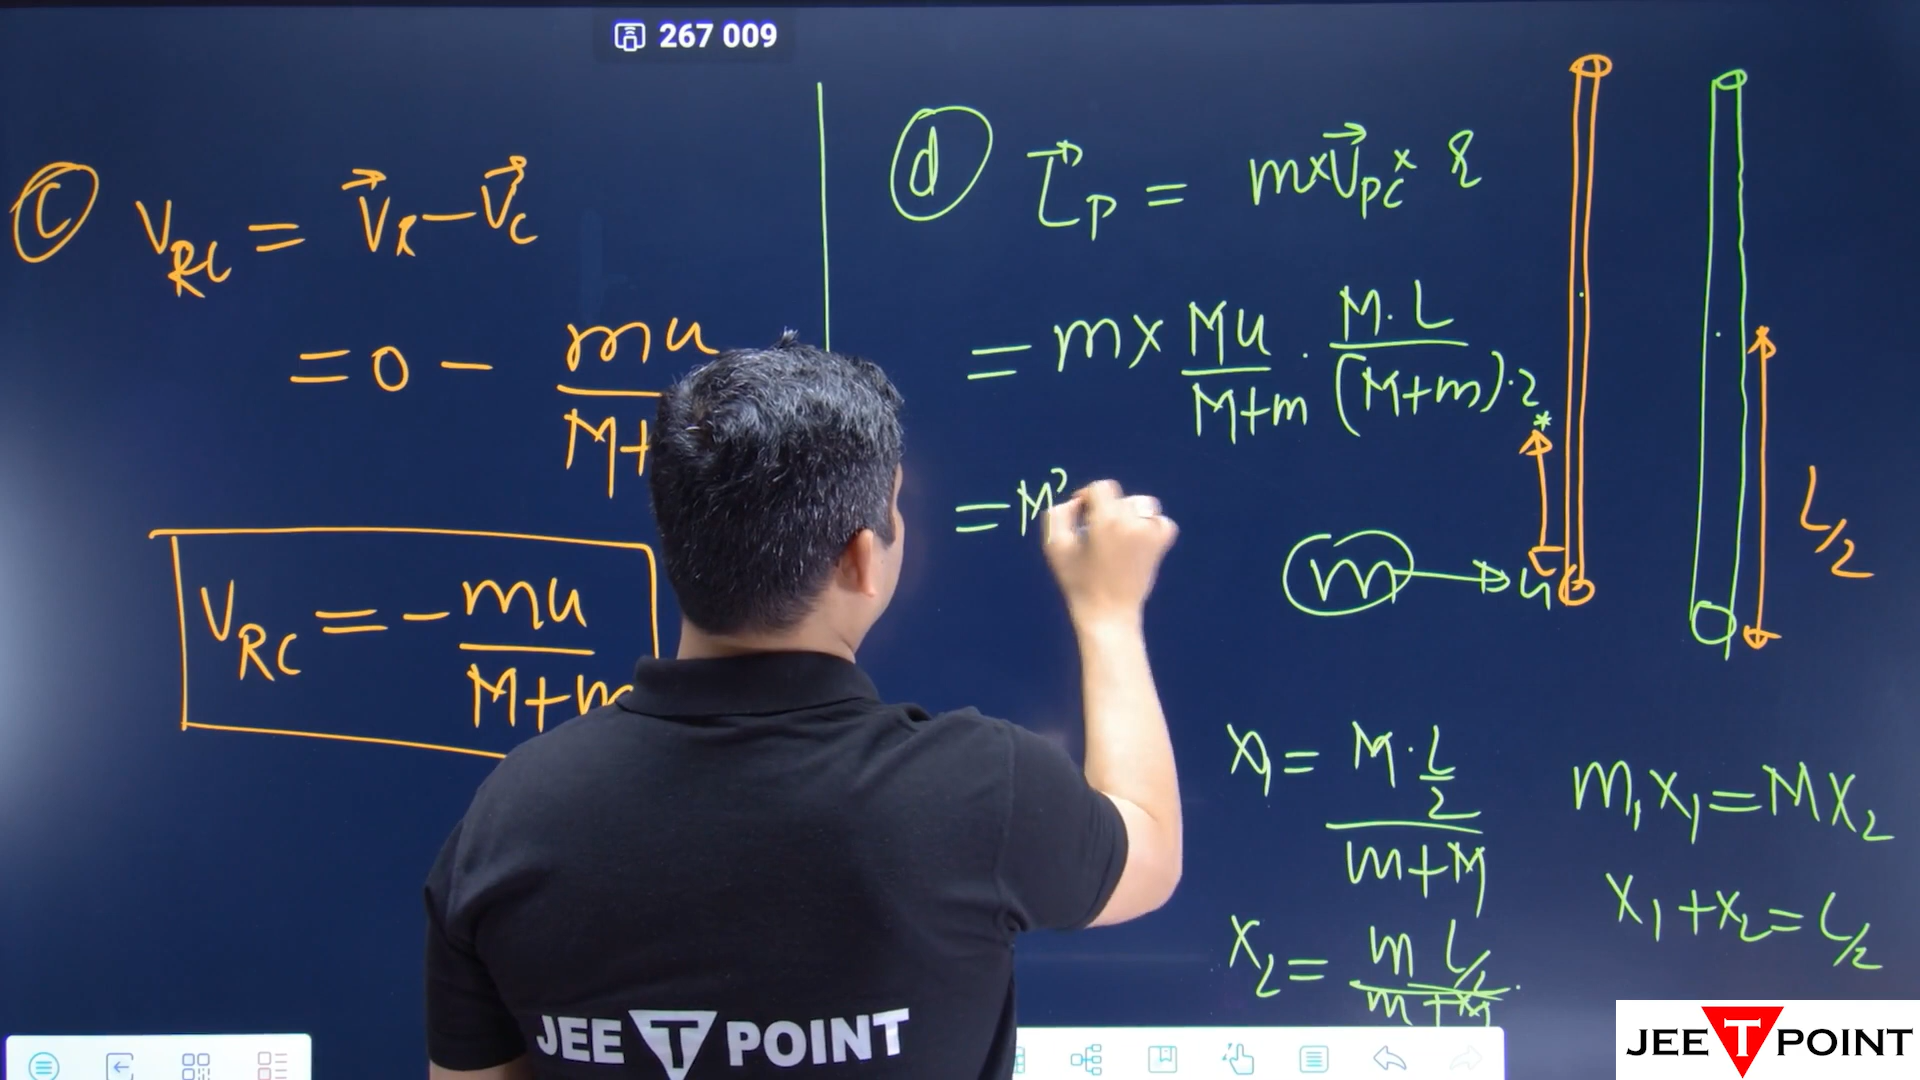 267 009
C
V_RC = V⃗_R − V⃗_C
= 0 − mu / M+
V_RC = − mu / M+m
d
L⃗_P = m × V⃗_PC × r
= m × Mu / M+m · M·L / (M+m)·2
= M²
m → u
L/2
x₁ = M·L/2 / m+M
m₁x₁ = Mx₂
x₁ + x₂ = L/2
x₂ = m L/2 / m+M
JEE T POINT
JEE T POINT